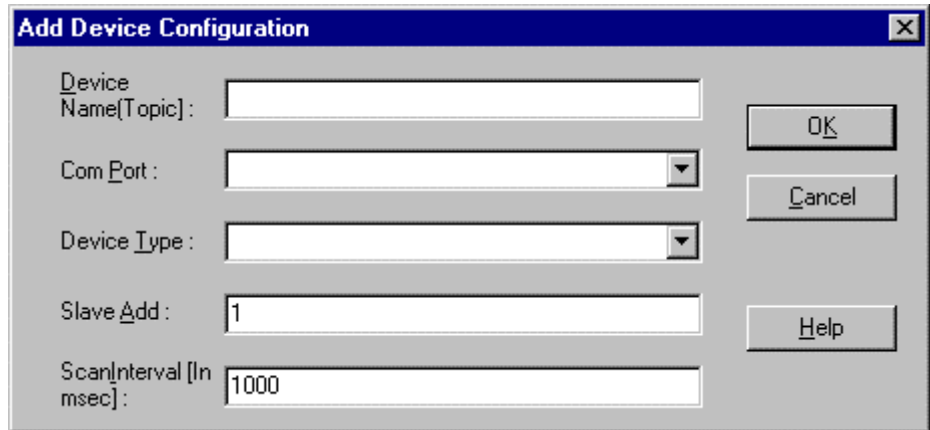 Add Device Configuration
Device
Name(Topic) :
OK
Com Port :
Cancel
Device Type :
Slave Add :
1
Help
ScanInterval [In
msec] :
1000